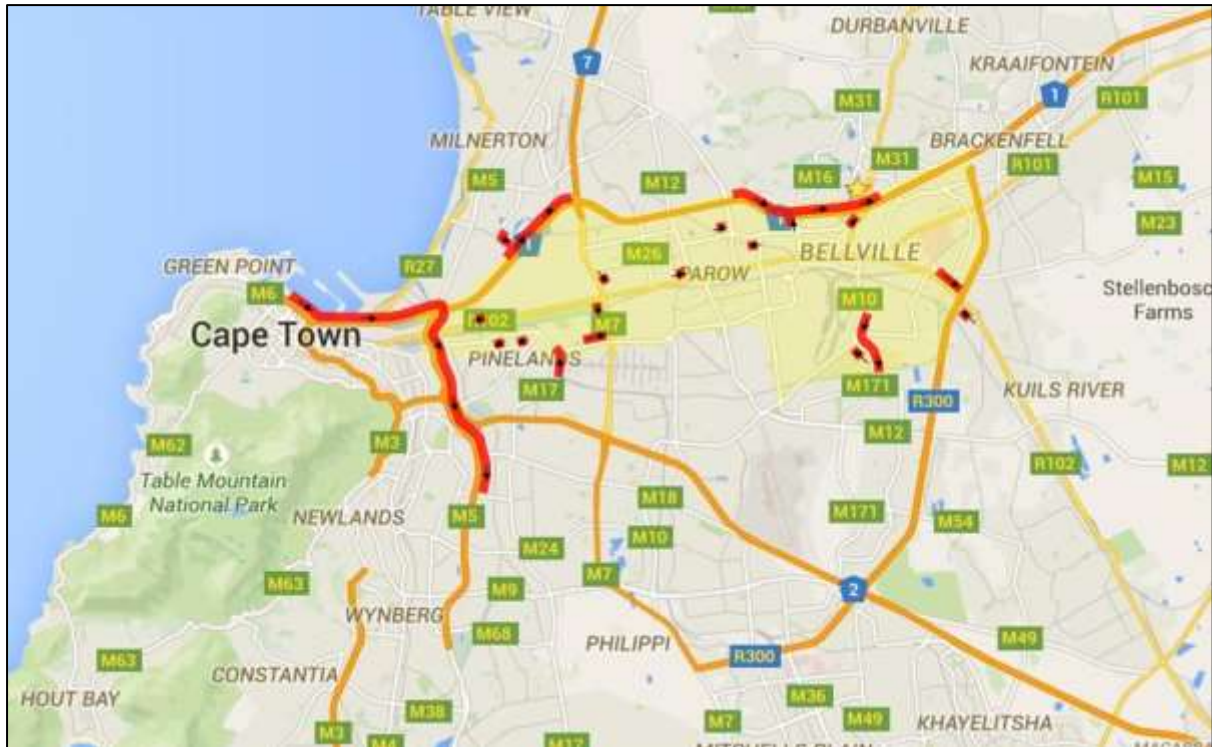 TABLE VIEW
DURBANVILLE
7
KRAAIFONTEIN
1
R101
M31
MILNERTON
M31
BRACKENFELL
R101
M5
M12
M16
M15
M23
M26
BELLVILLE
GREEN POINT
R27
PAROW
M6
M10
Stellenbosc
Farms
Cape Town
M7
PINELANDS
M17
M171
R300
KUILS RIVER
M62
M3
M12
R102
M12
Table Mountain
National Park
M18
M6
NEWLANDS
M5
M171
M54
M24
M10
M63
M9
M7
2
WYNBERG
M68
PHILIPPI
M49
M63
CONSTANTIA
R300
HOUT BAY
M36
M38
M7
M49
KHAYELITSHA
M3